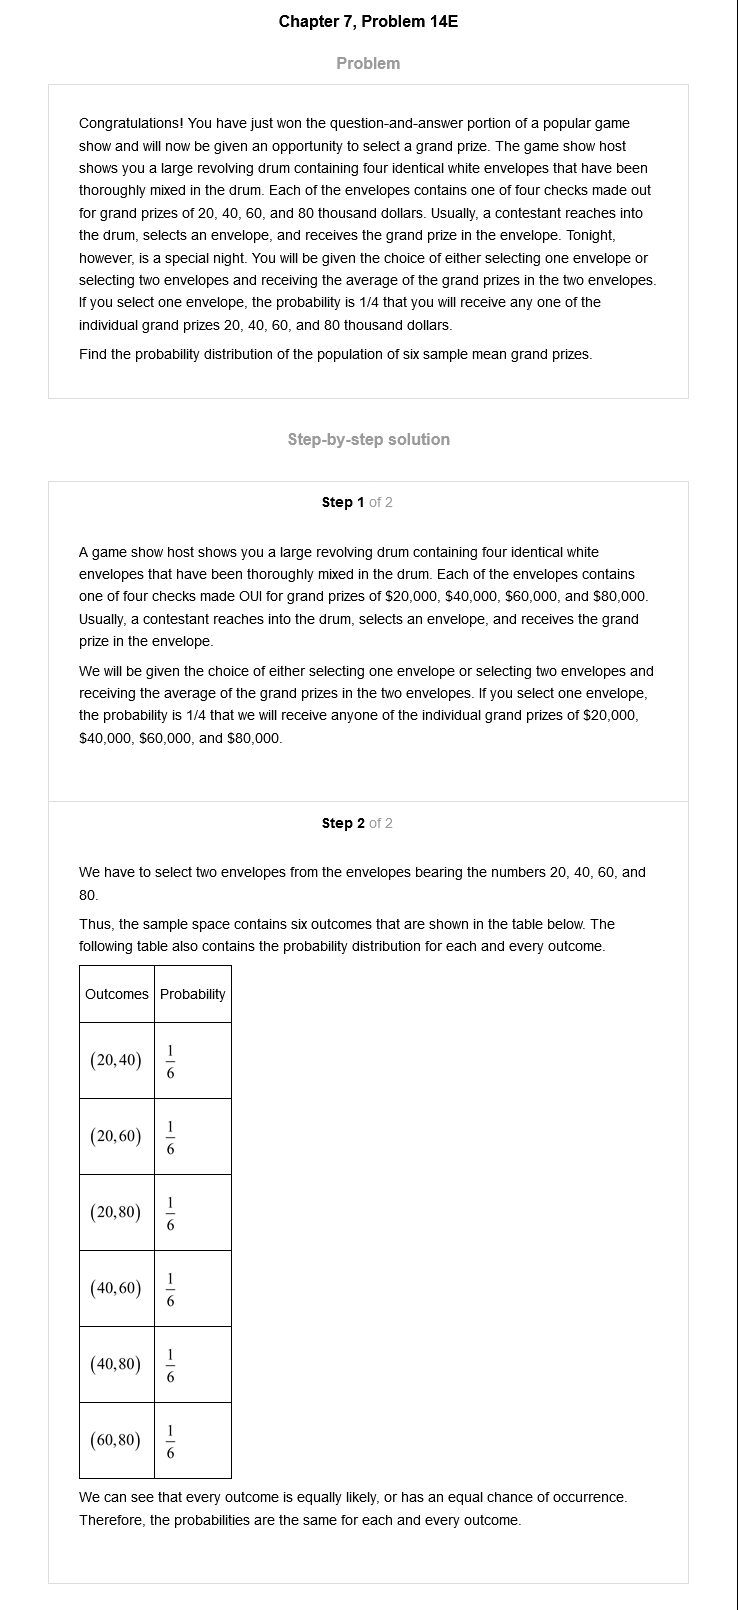 Chapter 7, Problem 14E
Problem
Congratulations! You have just won the question-and-answer portion of a popular game
show and will now be given an opportunity to select a grand prize. The game show host
shows you a large revolving drum containing four identical white envelopes that have been
thoroughly mixed in the drum. Each of the envelopes contains one of four checks made out
for grand prizes of 20, 40, 60, and 80 thousand dollars. Usually, a contestant reaches into
the drum, selects an envelope, and receives the grand prize in the envelope. Tonight,
however, is a special night. You will be given the choice of either selecting one envelope or
selecting two envelopes and receiving the average of the grand prizes in the two envelopes.
If you select one envelope, the probability is 1/4 that you will receive any one of the
individual grand prizes 20, 40, 60, and 80 thousand dollars.
Find the probability distribution of the population of six sample mean grand prizes.
Step-by-step solution
Step 1 of 2
A game show host shows you a large revolving drum containing four identical white
envelopes that have been thoroughly mixed in the drum. Each of the envelopes contains
one of four checks made OUI for grand prizes of $20,000, $40,000, $60,000, and $80,000.
Usually, a contestant reaches into the drum, selects an envelope, and receives the grand
prize in the envelope.
We will be given the choice of either selecting one envelope or selecting two envelopes and
receiving the average of the grand prizes in the two envelopes. If you select one envelope,
the probability is 1/4 that we will receive anyone of the individual grand prizes of $20,000,
$40,000, $60,000, and $80,000.
Step 2 of 2
We have to select two envelopes from the envelopes bearing the numbers 20, 40, 60, and
80.
Thus, the sample space contains six outcomes that are shown in the table below. The
following table also contains the probability distribution for each and every outcome.
Outcomes Probability
(20,40) 1/6
(20,60) 1/6
(20,80) 1/6
(40,60) 1/6
(40,80) 1/6
(60,80) 1/6
We can see that every outcome is equally likely, or has an equal chance of occurrence.
Therefore, the probabilities are the same for each and every outcome.